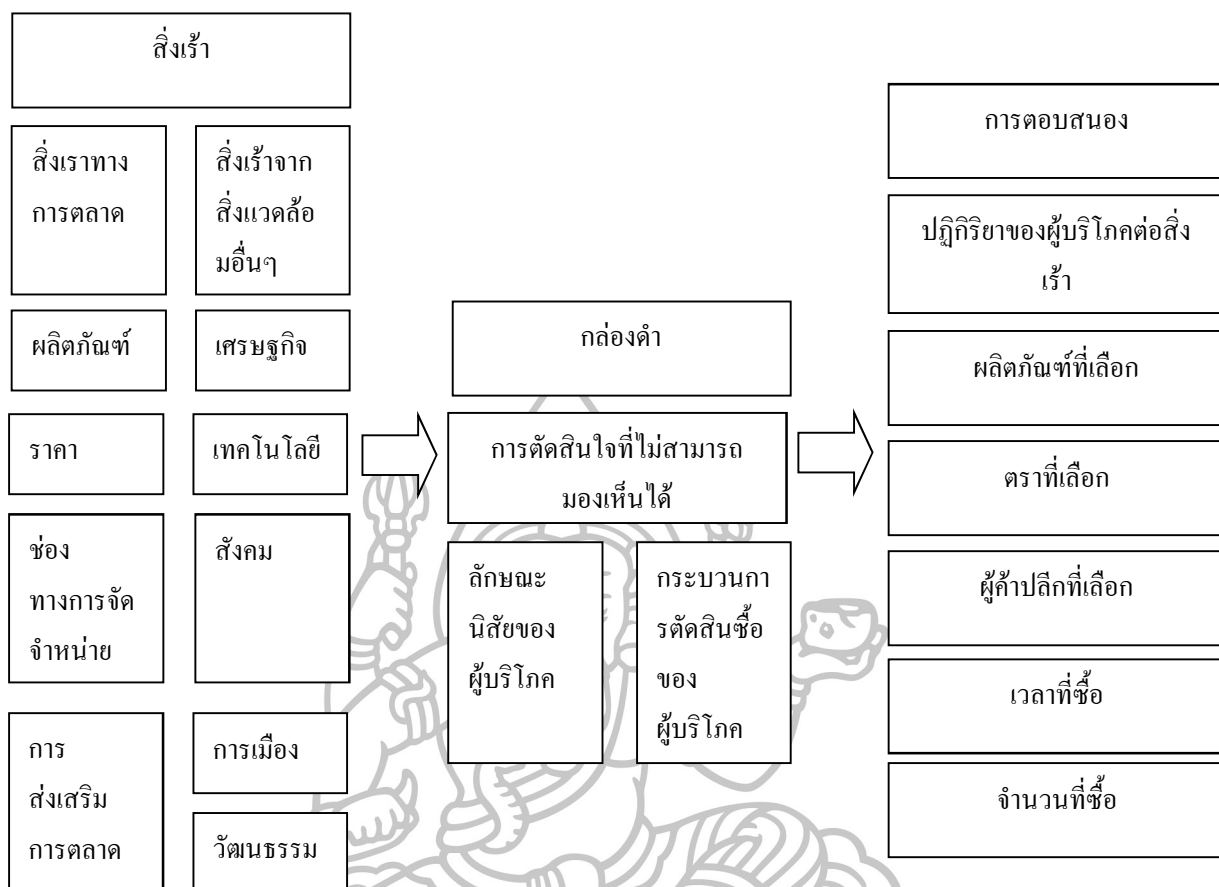 สิ่งเร้า
สิ่งเราทาง
การตลาด
สิ่งเร้าจาก
สิ่งแวดล้อ
มอื่นๆ
ผลิตภัณฑ์
เศรษฐกิจ
ราคา
เทคโนโลยี
ช่อง
ทางการจัด
จำหน่าย
สังคม
การ
ส่งเสริม
การตลาด
การเมือง
วัฒนธรรม
กล่องดำ
การตัดสินใจที่ไม่สามารถ
มองเห็นได้
ลักษณะ
นิสัยของ
ผู้บริโภค
กระบวนกา
รตัดสินซื้อ
ของ
ผู้บริโภค
การตอบสนอง
ปฏิกิริยาของผู้บริโภคต่อสิ่ง
เร้า
ผลิตภัณฑ์ที่เลือก
ตราที่เลือก
ผู้ค้าปลีกที่เลือก
เวลาที่ซื้อ
จำนวนที่ซื้อ